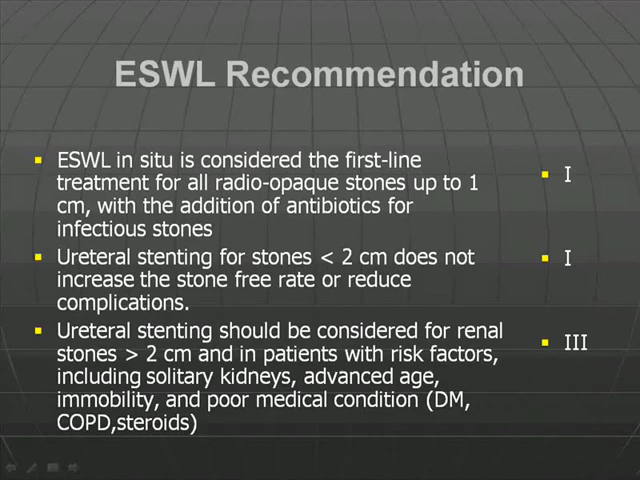 ESWL Recommendation
ESWL in situ is considered the first-line
treatment for all radio-opaque stones up to 1
cm, with the addition of antibiotics for
infectious stones
I
Ureteral stenting for stones < 2 cm does not
increase the stone free rate or reduce
complications.
I
Ureteral stenting should be considered for renal
stones > 2 cm and in patients with risk factors,
including solitary kidneys, advanced age,
immobility, and poor medical condition (DM,
COPD,steroids)
III